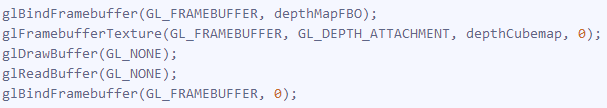 glBindFramebuffer(GL_FRAMEBUFFER, depthMapFBO);
glFramebufferTexture(GL_FRAMEBUFFER, GL_DEPTH_ATTACHMENT, depthCubemap, 0);
glDrawBuffer(GL_NONE);
glReadBuffer(GL_NONE);
glBindFramebuffer(GL_FRAMEBUFFER, 0);